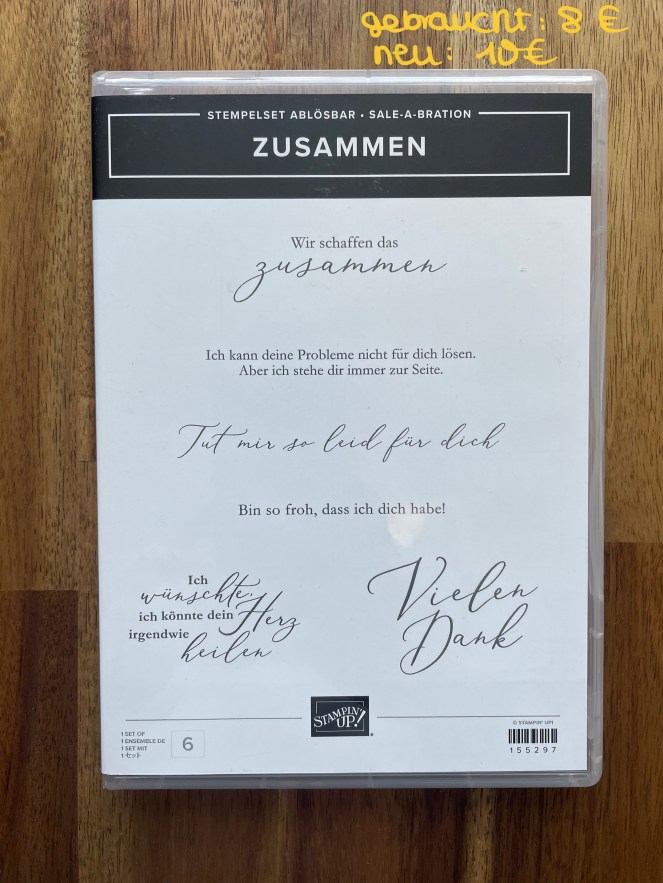 gebraucht: 8 €
neu: 10€
STEMPELSET ABLÖSBAR • SALE-A-BRATION
ZUSAMMEN
Wir schaffen das
zusammen
Ich kann deine Probleme nicht für dich lösen.
Aber ich stehe dir immer zur Seite.
Tut mir so leid für dich
Bin so froh, dass ich dich habe!
Ich
wünschte,
ich könnte dein Herz
irgendwie
heilen
Vielen
Dank
STAMPIN' UP!®
1 SET OF
1 ENSEMBLE DE
1 SET MIT
1 セット
6
© STAMPIN' UP!
155297